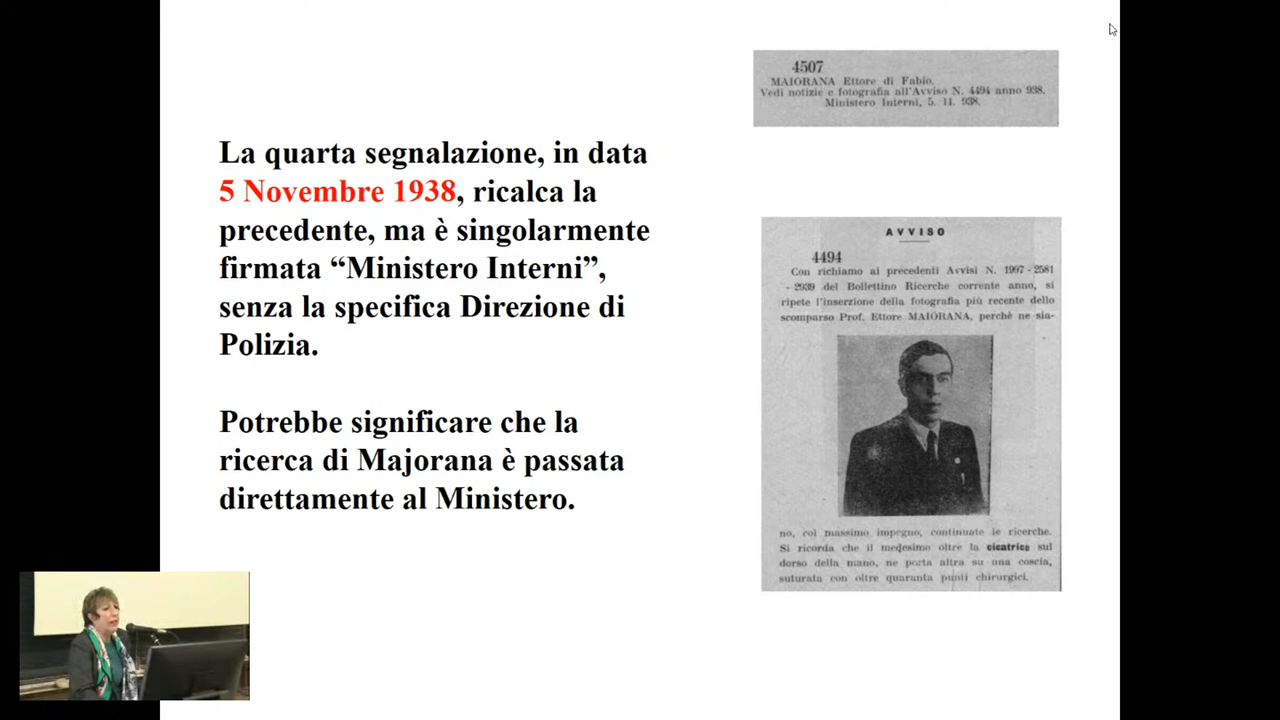 La quarta segnalazione, in data
5 Novembre 1938, ricalca la
precedente, ma è singolarmente
firmata “Ministero Interni”,
senza la specifica Direzione di
Polizia.
Potrebbe significare che la
ricerca di Majorana è passata
direttamente al Ministero.
4507
MAIORANA Ettore di Fabio.
Vedi notizie e fotografia all'Avviso N. 4494 anno 938.
Ministero Interni, 5. 11. 938.
AVVISO
4494
Con richiamo ai precedenti Avvisi N. 1997 - 2581
- 2939 del Bollettino Ricerche corrente anno, si
ripete l'inserzione della fotografia più recente dello
scomparso Prof. Ettore MAIORANA, perchè ne sia-
no, col massimo impegno, continuate le ricerche.
Si ricorda che il medesimo oltre la cicatrice sul
dorso della mano, ne porta altra su una coscia,
suturata con oltre quaranta punti chirurgici.